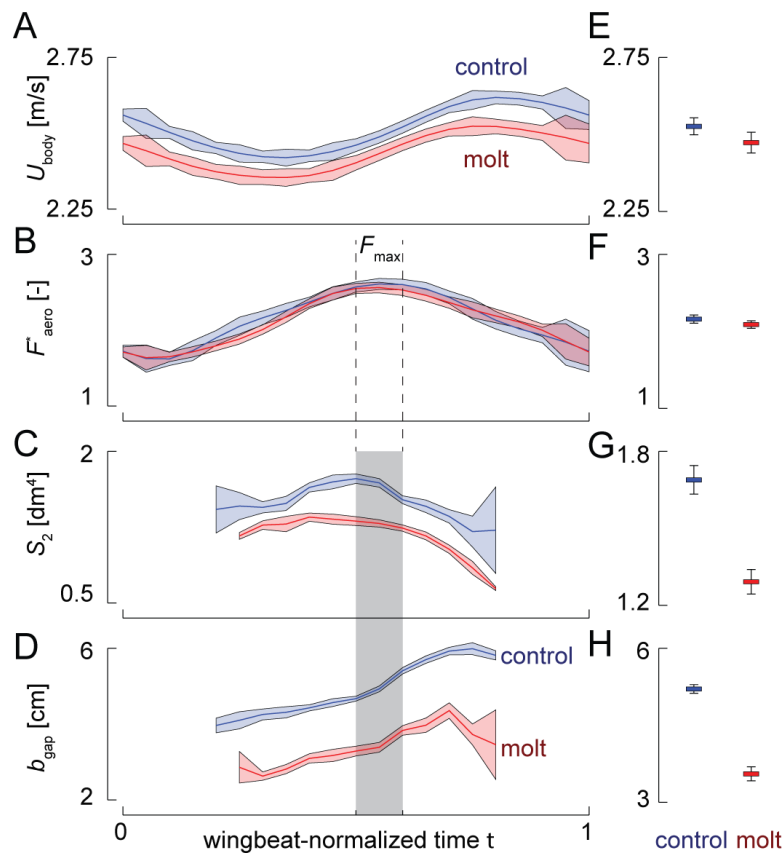 A
2.75
U_body [m/s]
2.25
control
molt
E
2.75
2.25
B
3
F*_aero [-]
1
F_max
F
3
1
C
2
S_2 [dm⁴]
0.5
G
1.8
1.2
D
6
b_gap [cm]
2
control
molt
H
6
3
0
wingbeat-normalized time t
1
control molt